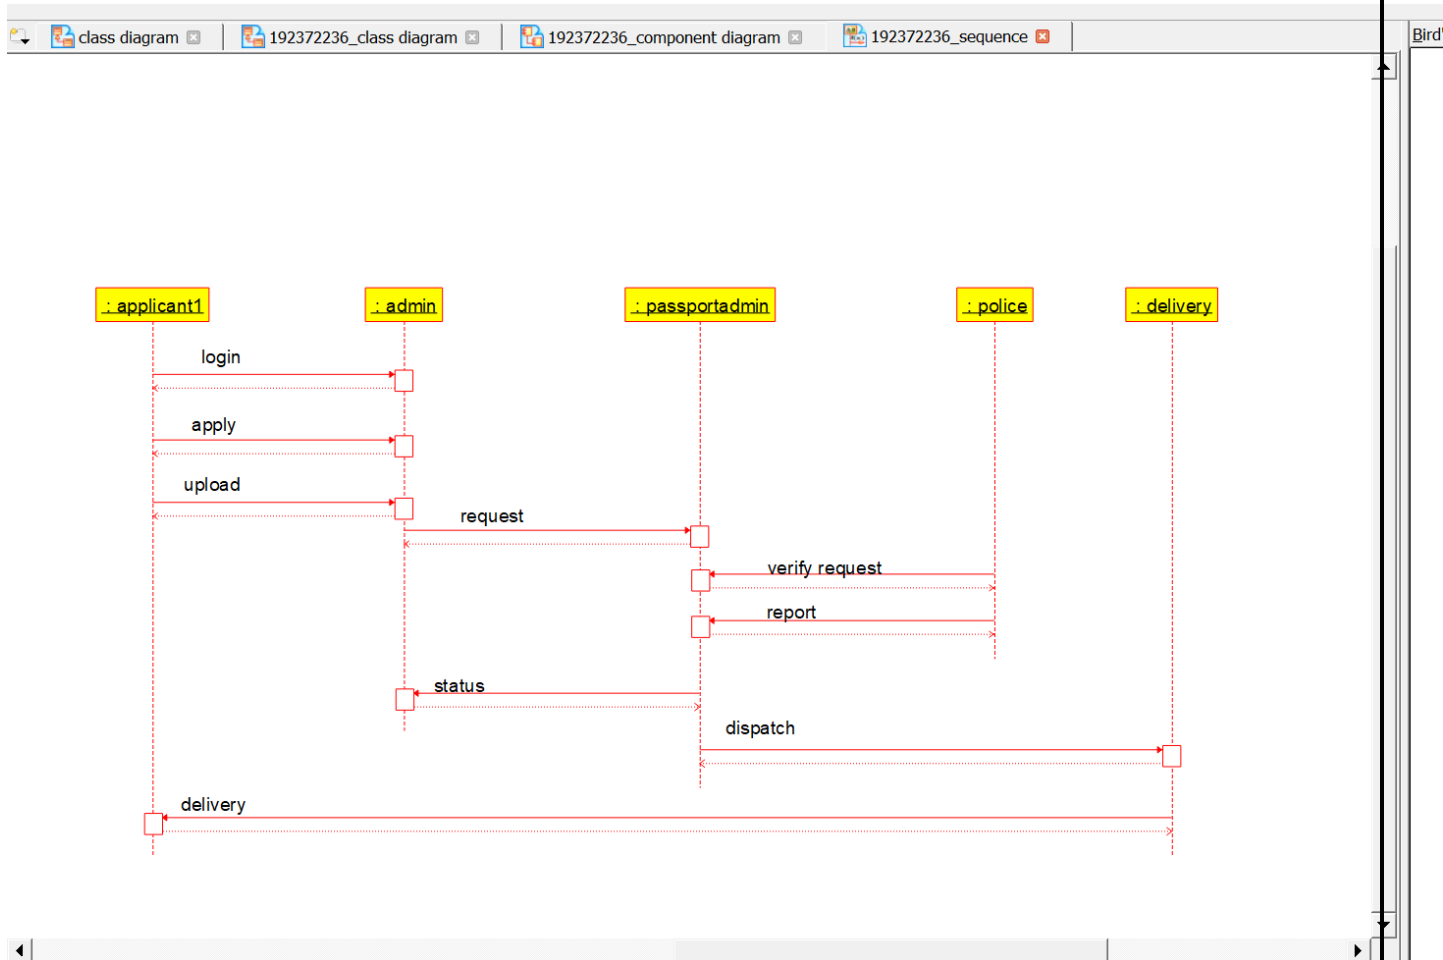 class diagram
192372236_class diagram
192372236_component diagram
192372236_sequence
Bird'
: applicant1
: admin
: passportadmin
: police
: delivery
login
apply
upload
request
verify request
report
status
dispatch
delivery